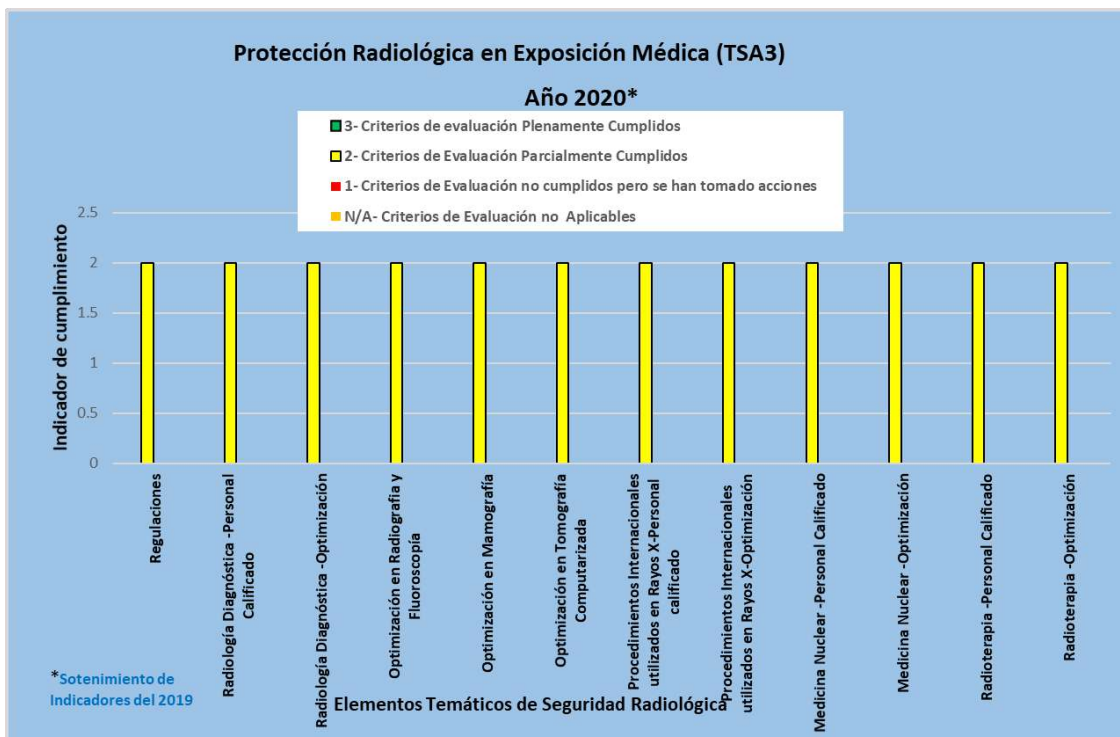 Protección Radiológica en Exposición Médica (TSA3)
Año 2020*
3- Criterios de evaluación Plenamente Cumplidos
2- Criterios de Evaluación Parcialmente Cumplidos
1- Criterios de Evaluación no cumplidos pero se han tomado acciones
N/A- Criterios de Evaluación no Aplicables
Indicador de cumplimiento
2.5
2
1.5
1
0.5
0
Regulaciones
Radiología Diagnóstica -Personal
Calificado
Radiología Diagnóstica -Optimización
Optimización en Radiografía y
Fluoroscopía
Optimización en Mamografía
Optimización en Tomografía
Computarizada
Procedimientos Internacionales
utilizados en Rayos X-Personal
calificado
Procedimientos Internacionales
utilizados en Rayos X-Optimización
Medicina Nuclear -Personal Calificado
Medicina Nuclear -Optimización
Radioterapia -Personal Calificado
Radioterapia -Optimización
*Sotenimiento de
Indicadores del 2019
Elementos Temáticos de Seguridad Radiológica